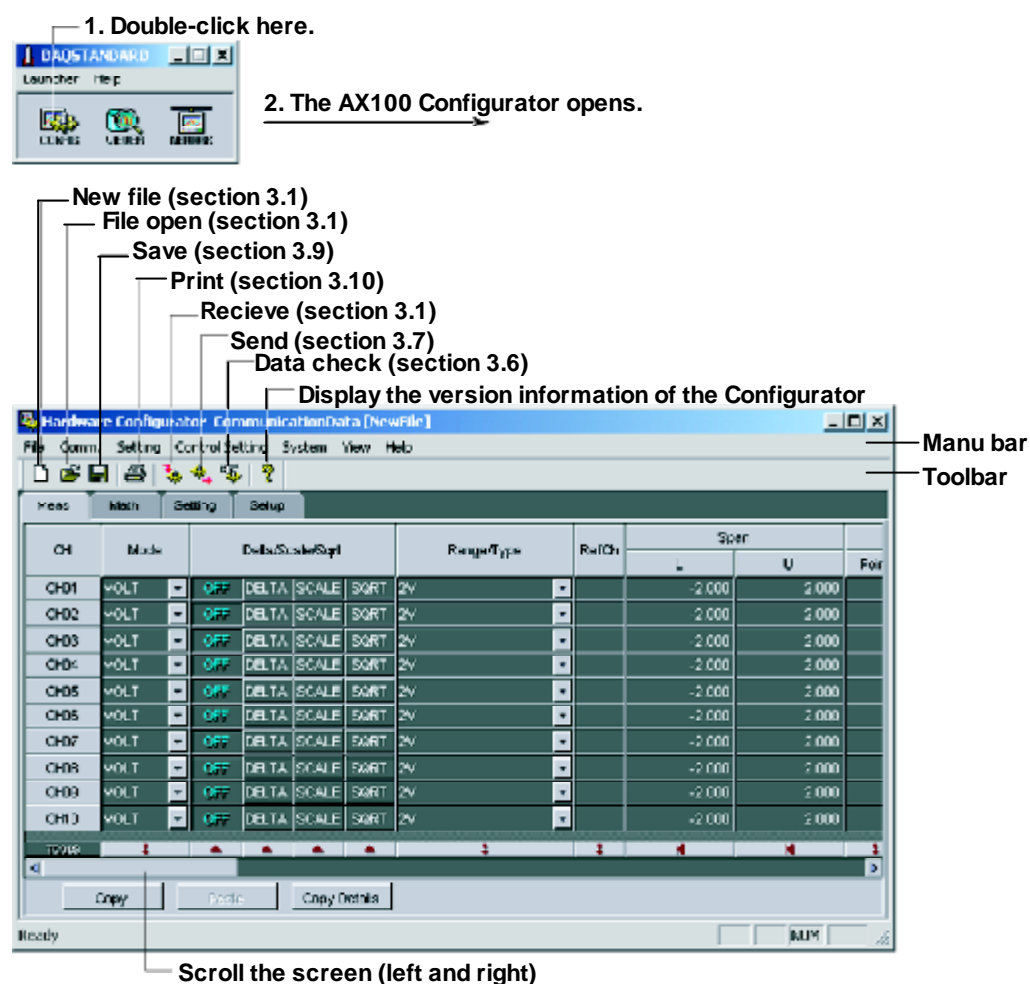 1. Double-click here.
DAQSTANDARD
Launcher Help
2. The AX100 Configurator opens.
CONFIG VIEWER NETWORK
New file (section 3.1)
File open (section 3.1)
Save (section 3.9)
Print (section 3.10)
Recieve (section 3.1)
Send (section 3.7)
Data check (section 3.6)
Display the version information of the Configurator
Hardware Configurator CommunicationData [NewFile]
File Comm. Setting Control Setting System View Help
Manu bar
Toolbar
Meas Math Setting Setup
CH Mode Delta/Scale/Sqrt Range/Type RefCh Span
L U Poin
CH01 VOLT OFF DELTA SCALE SQRT 2V -2.000 2.000
CH02 VOLT OFF DELTA SCALE SQRT 2V -2.000 2.000
CH03 VOLT OFF DELTA SCALE SQRT 2V -2.000 2.000
CH04 VOLT OFF DELTA SCALE SQRT 2V -2.000 2.000
CH05 VOLT OFF DELTA SCALE SQRT 2V -2.000 2.000
CH06 VOLT OFF DELTA SCALE SQRT 2V -2.000 2.000
CH07 VOLT OFF DELTA SCALE SQRT 2V -2.000 2.000
CH08 VOLT OFF DELTA SCALE SQRT 2V -2.000 2.000
CH09 VOLT OFF DELTA SCALE SQRT 2V -2.000 2.000
CH10 VOLT OFF DELTA SCALE SQRT 2V -2.000 2.000
TOOLS
Copy Paste Copy Details
Ready NUM
Scroll the screen (left and right)